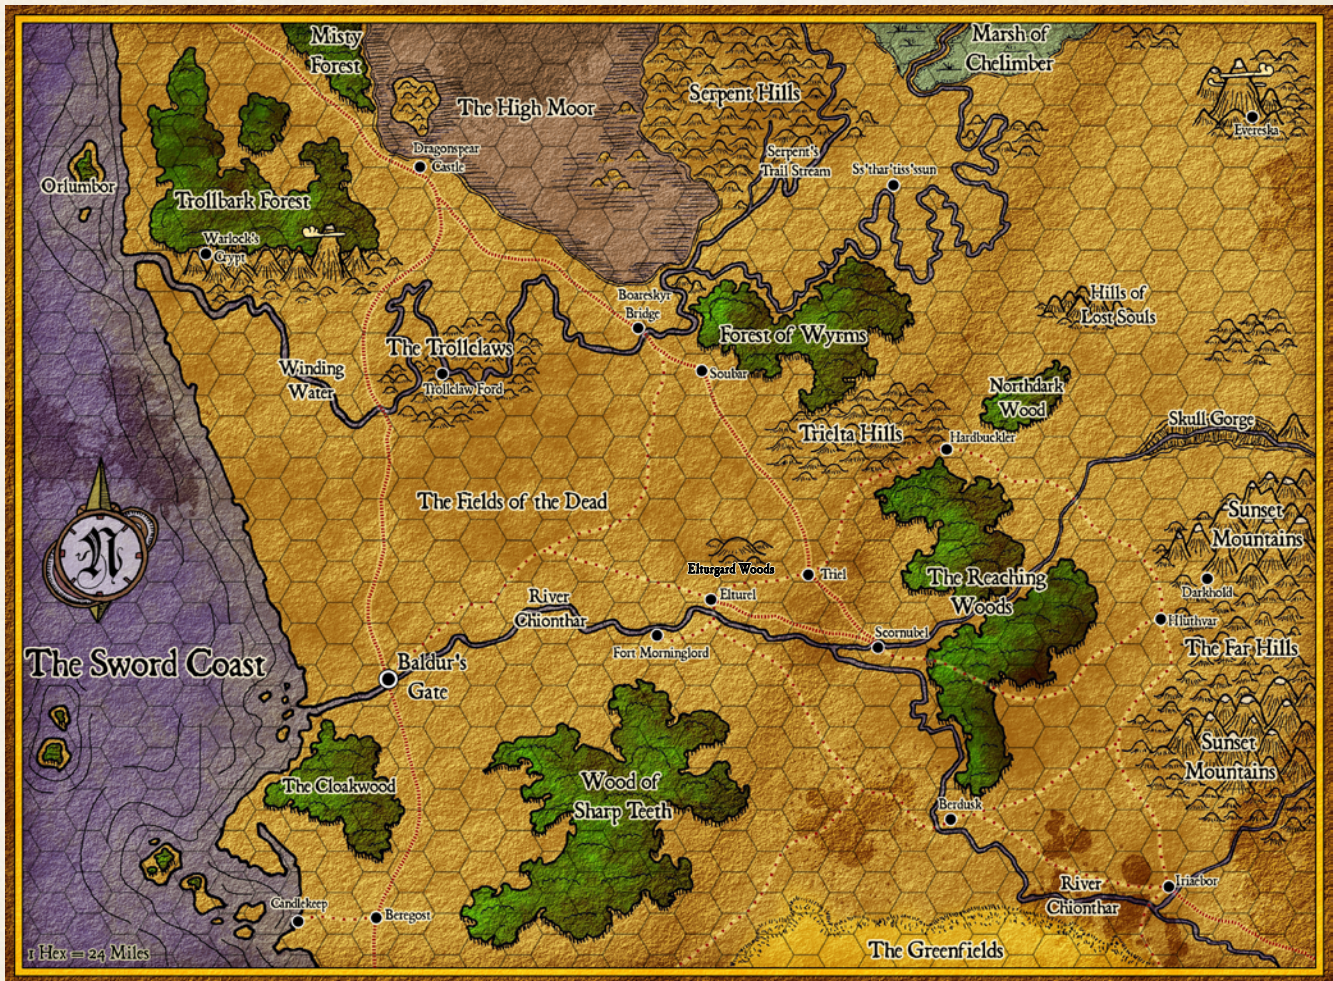 Misty
Forest
Marsh of
Chelimber
The High Moor
Serpent Hills
Evereska
Dragonspear
Castle
Serpent's
Trail Stream
Ss'thar'tiss'ssun
Orlumbor
Trollbark Forest
Warlock's
Crypt
Boareskyr
Bridge
Hills of
Lost Souls
Forest of Wyrms
The Trollclaws
Winding
Water
Trollclaw Ford
Soubar
Northdark
Wood
Skull Gorge
Trielta Hills
Hardbuckler
The Fields of the Dead
Sunset
Mountains
N
Elturgard Woods
Triel
The Reaching
Woods
Darkhold
River
Chionthar
Elturel
Hluthvar
Scornubel
Fort Morninglord
The Far Hills
The Sword Coast
Baldur's
Gate
Sunset
Mountains
The Cloakwood
Wood of
Sharp Teeth
Berdusk
Iriaebor
River
Chionthar
Candlekeep
Beregost
The Greenfields
1 Hex = 24 Miles